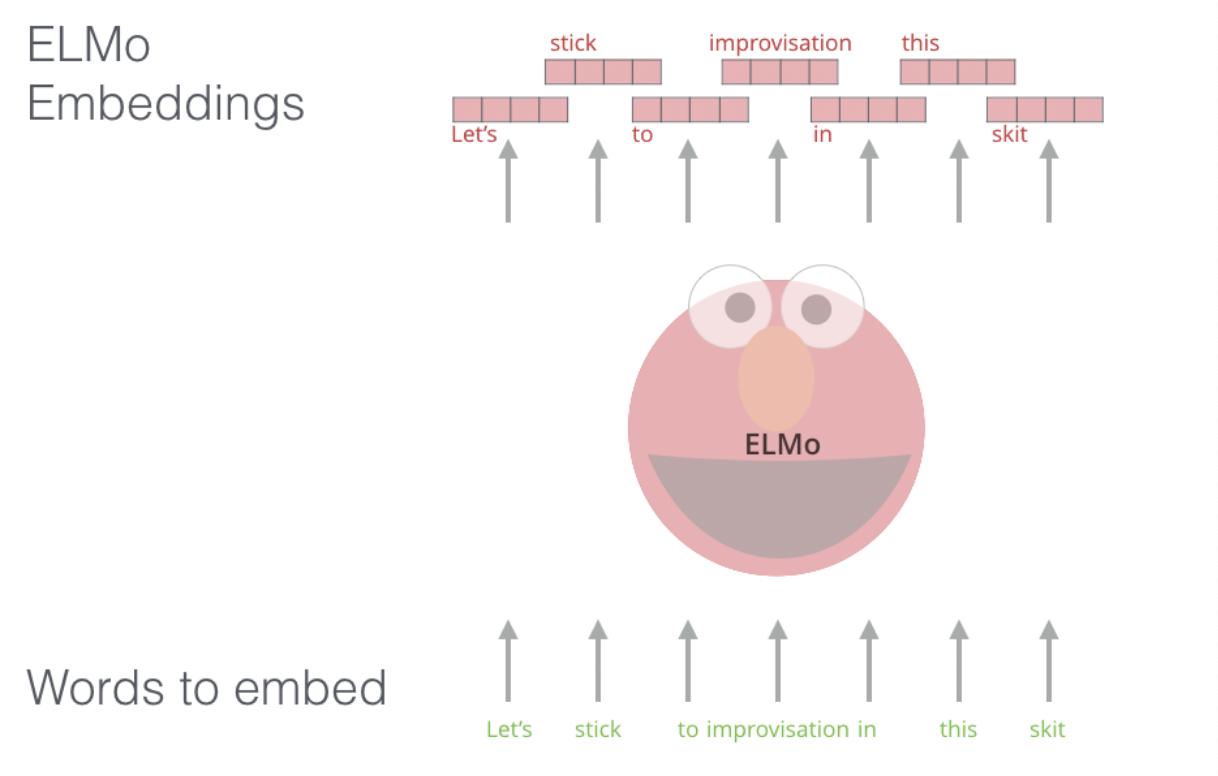 ELMo
Embeddings
stick improvisation this
Let’s to in skit
ELMo
Words to embed
Let’s stick to improvisation in this skit